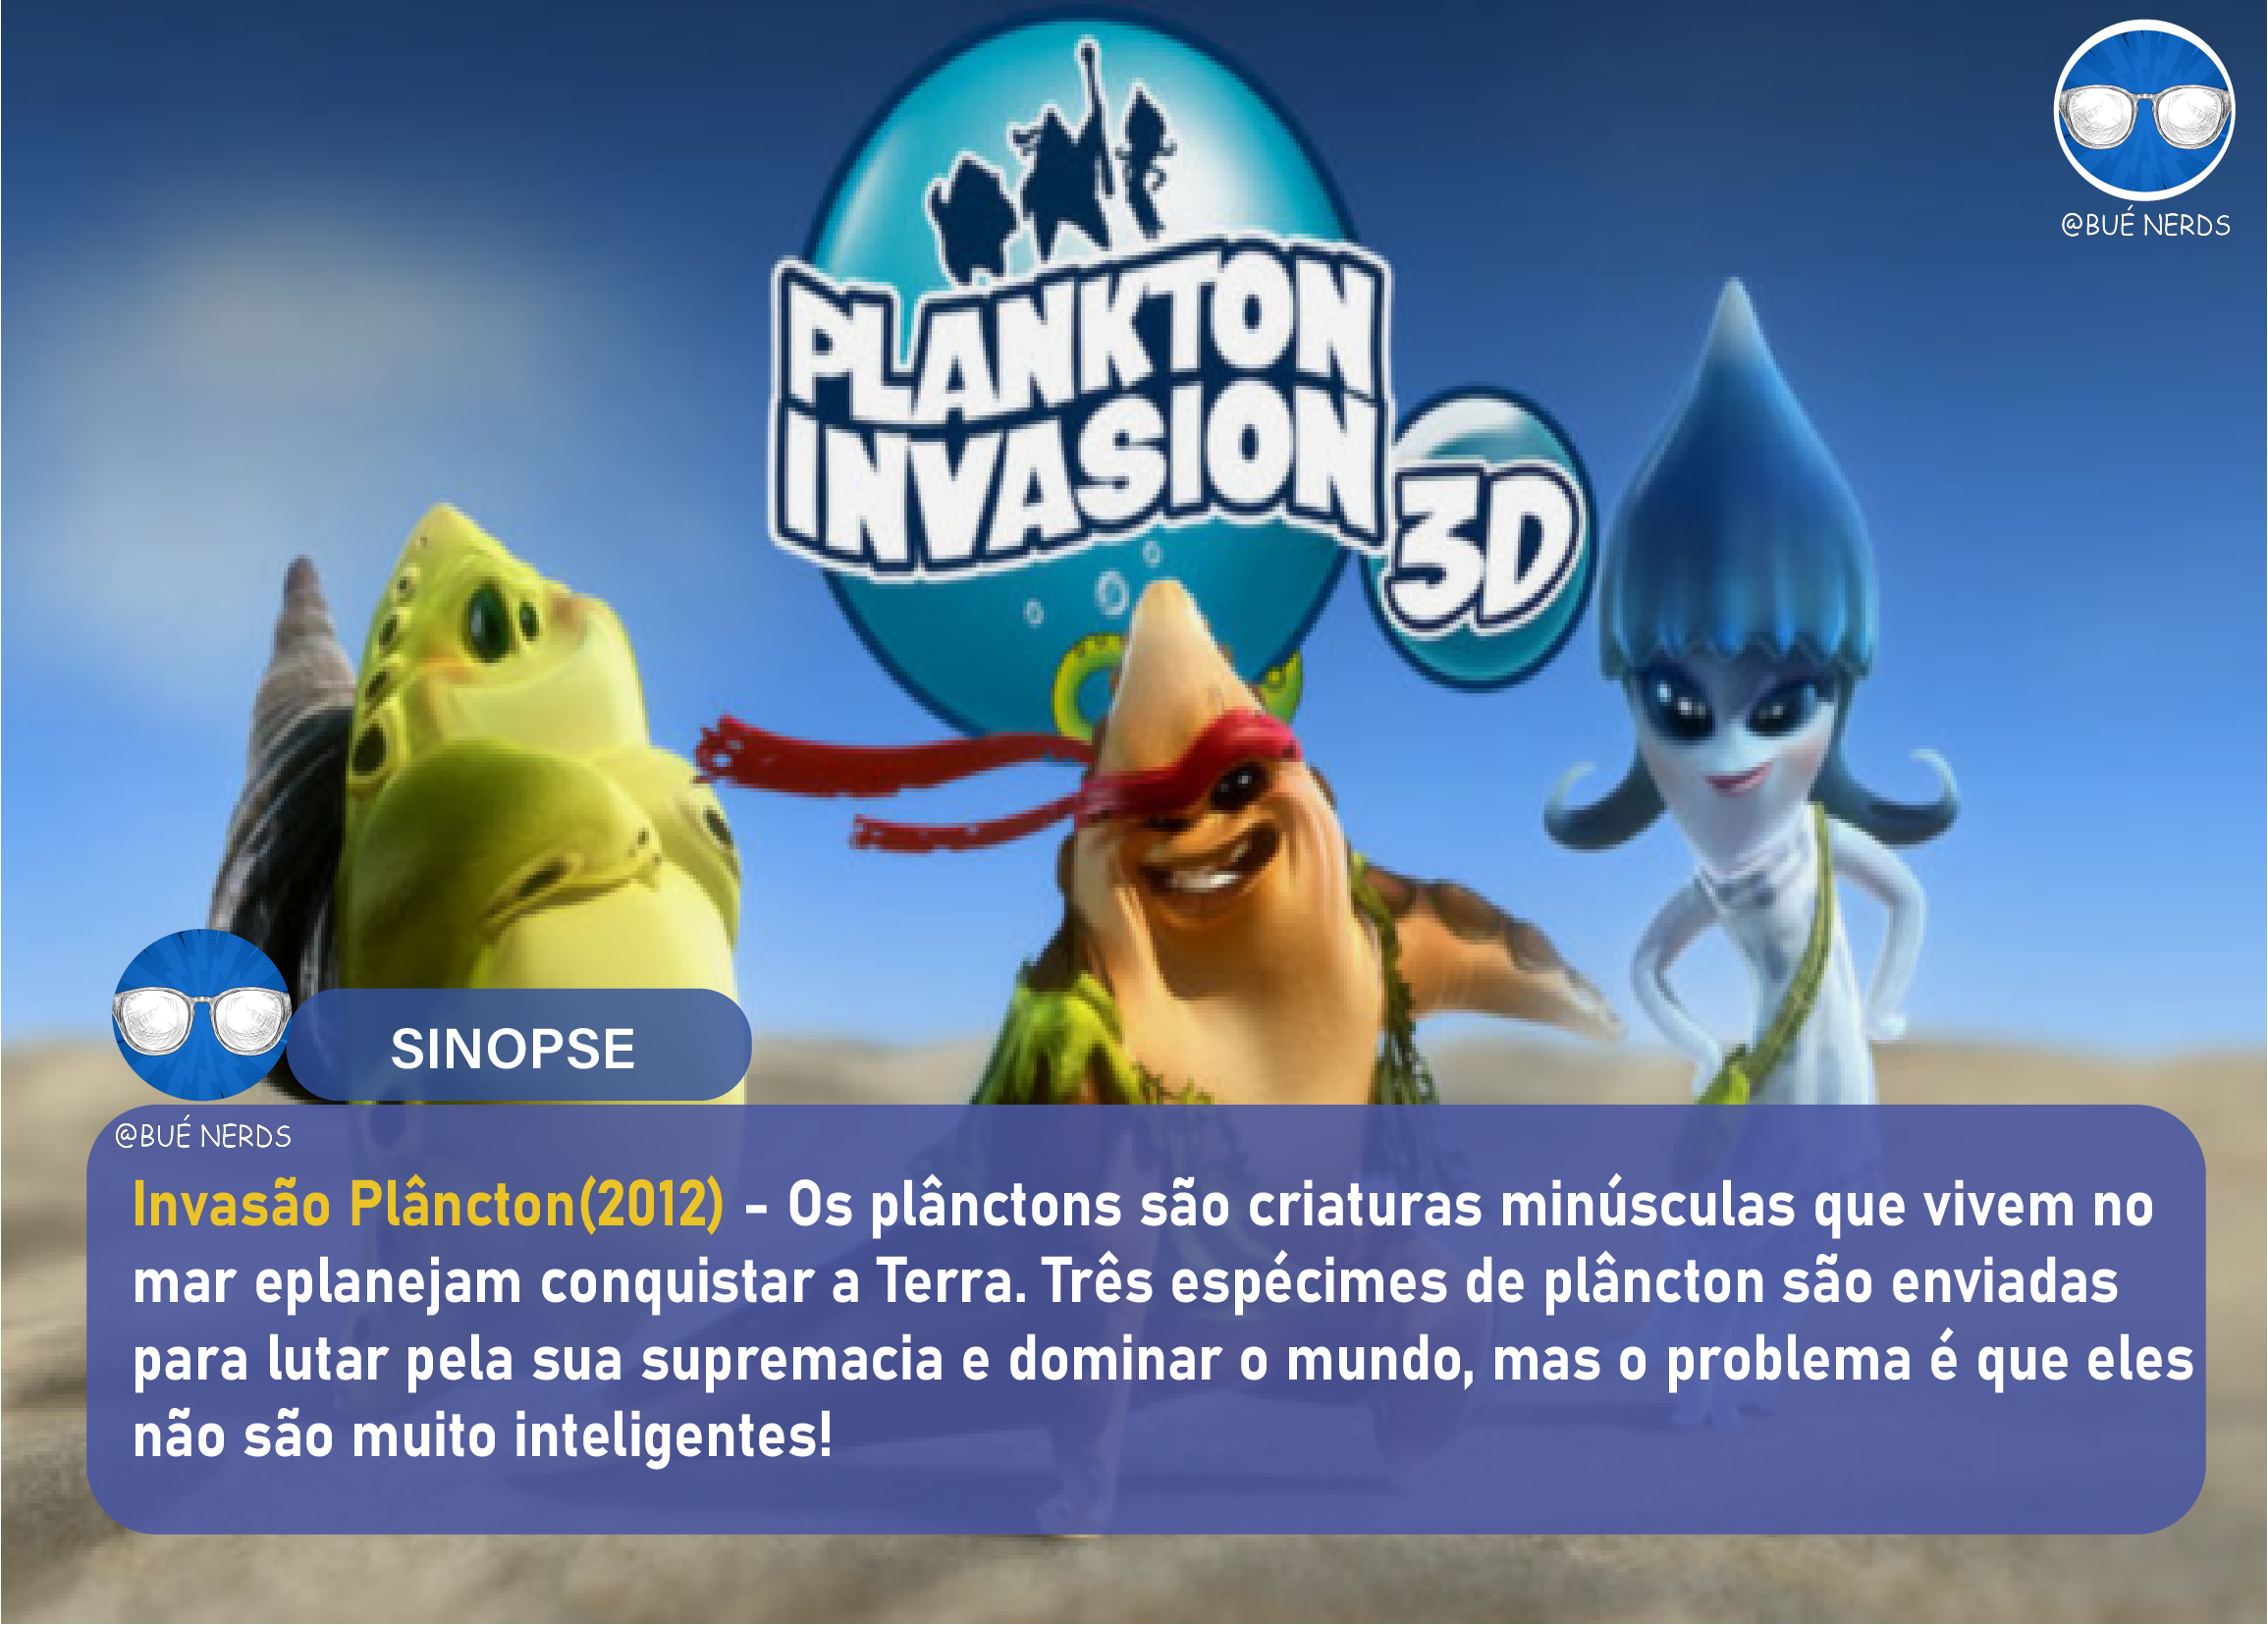 @BUÉ NERDS
PLANKTON
INVASION
3D
SINOPSE
@BUÉ NERDS
Invasão Plâncton(2012) - Os plânctons são criaturas minúsculas que vivem no
mar eplanejam conquistar a Terra. Três espécimes de plâncton são enviadas
para lutar pela sua supremacia e dominar o mundo, mas o problema é que eles
não são muito inteligentes!